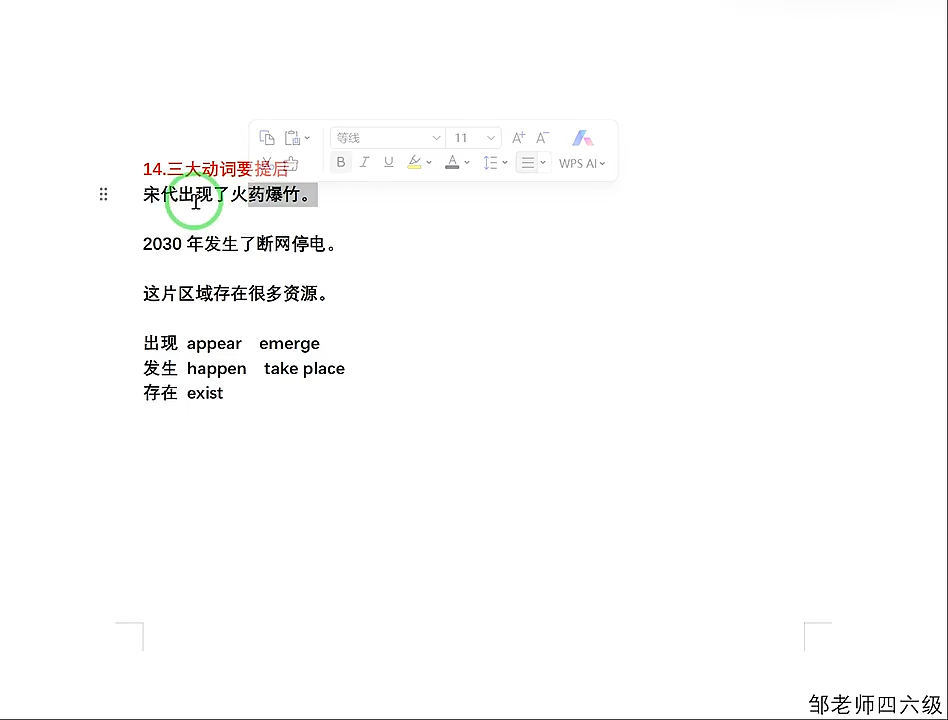 等线 11 A+ A-
B I U A WPS AI
14.三大动词要提后
宋代出现了火药爆竹。
2030 年发生了断网停电。
这片区域存在很多资源。
出现 appear emerge
发生 happen take place
存在 exist
邹老师四六级